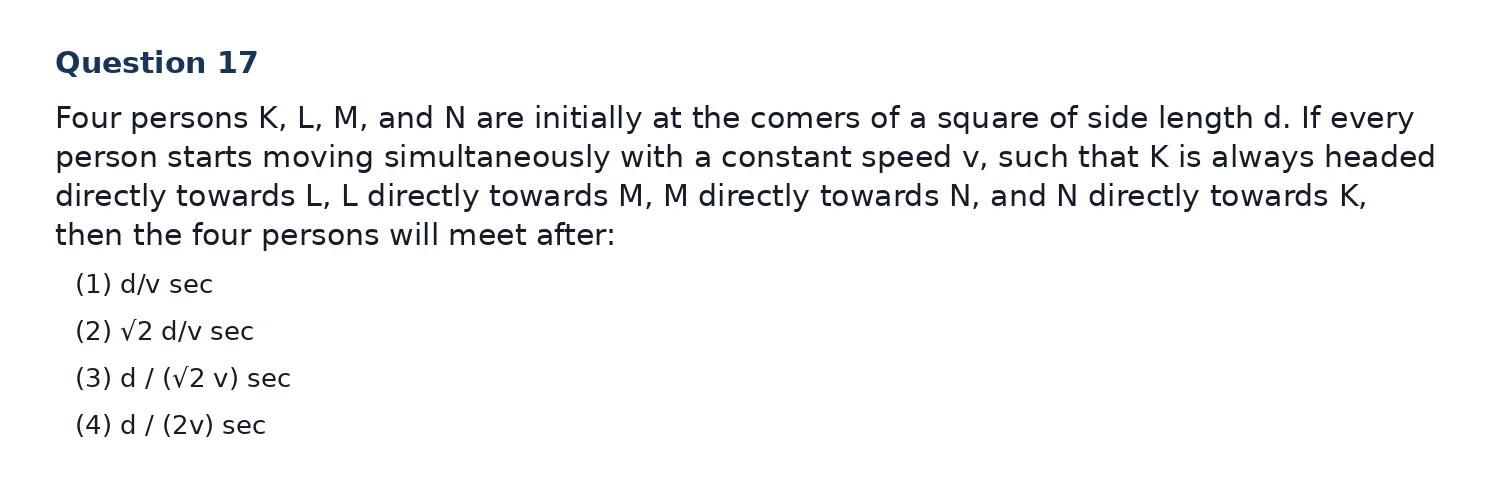 Question 17
Four persons K, L, M, and N are initially at the comers of a square of side length d. If every
person starts moving simultaneously with a constant speed v, such that K is always headed
directly towards L, L directly towards M, M directly towards N, and N directly towards K,
then the four persons will meet after:
(1) d/v sec
(2) √2 d/v sec
(3) d / (√2 v) sec
(4) d / (2v) sec